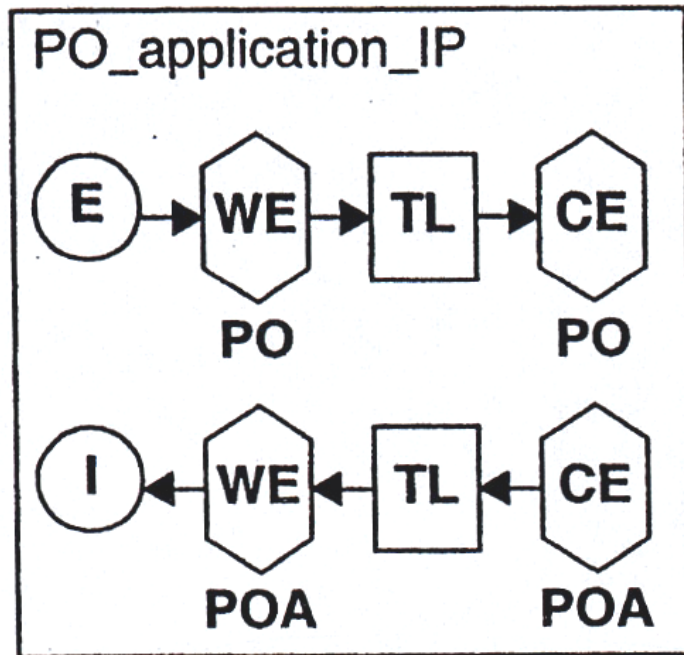 PO_application_IP
E WE TL CE
PO PO
I WE TL CE
POA POA